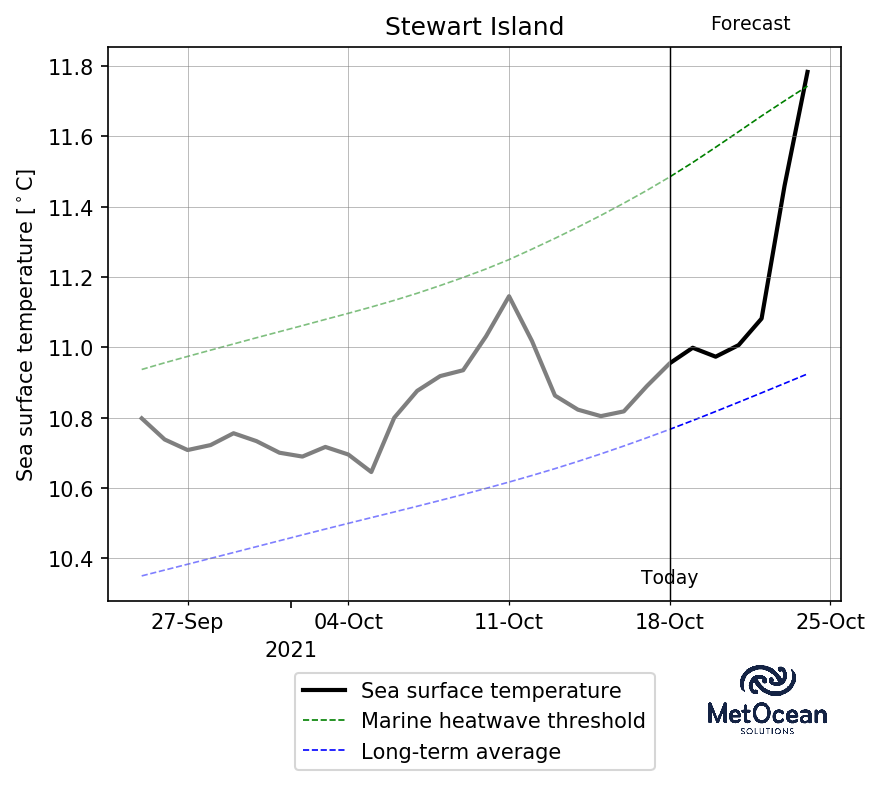 Stewart Island
Forecast
Sea surface temperature [°C]
11.8
11.6
11.4
11.2
11.0
10.8
10.6
10.4
Today
27-Sep
04-Oct
11-Oct
18-Oct
25-Oct
2021
Sea surface temperature
Marine heatwave threshold
Long-term average
MetOcean
SOLUTIONS